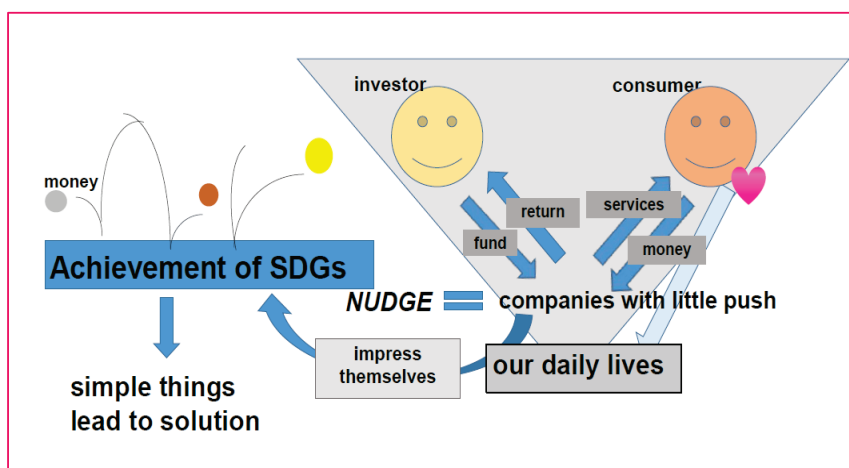 investor
consumer
money
return
services
fund
money
Achievement of SDGs
NUDGE = companies with little push
impress
themselves
our daily lives
simple things
lead to solution